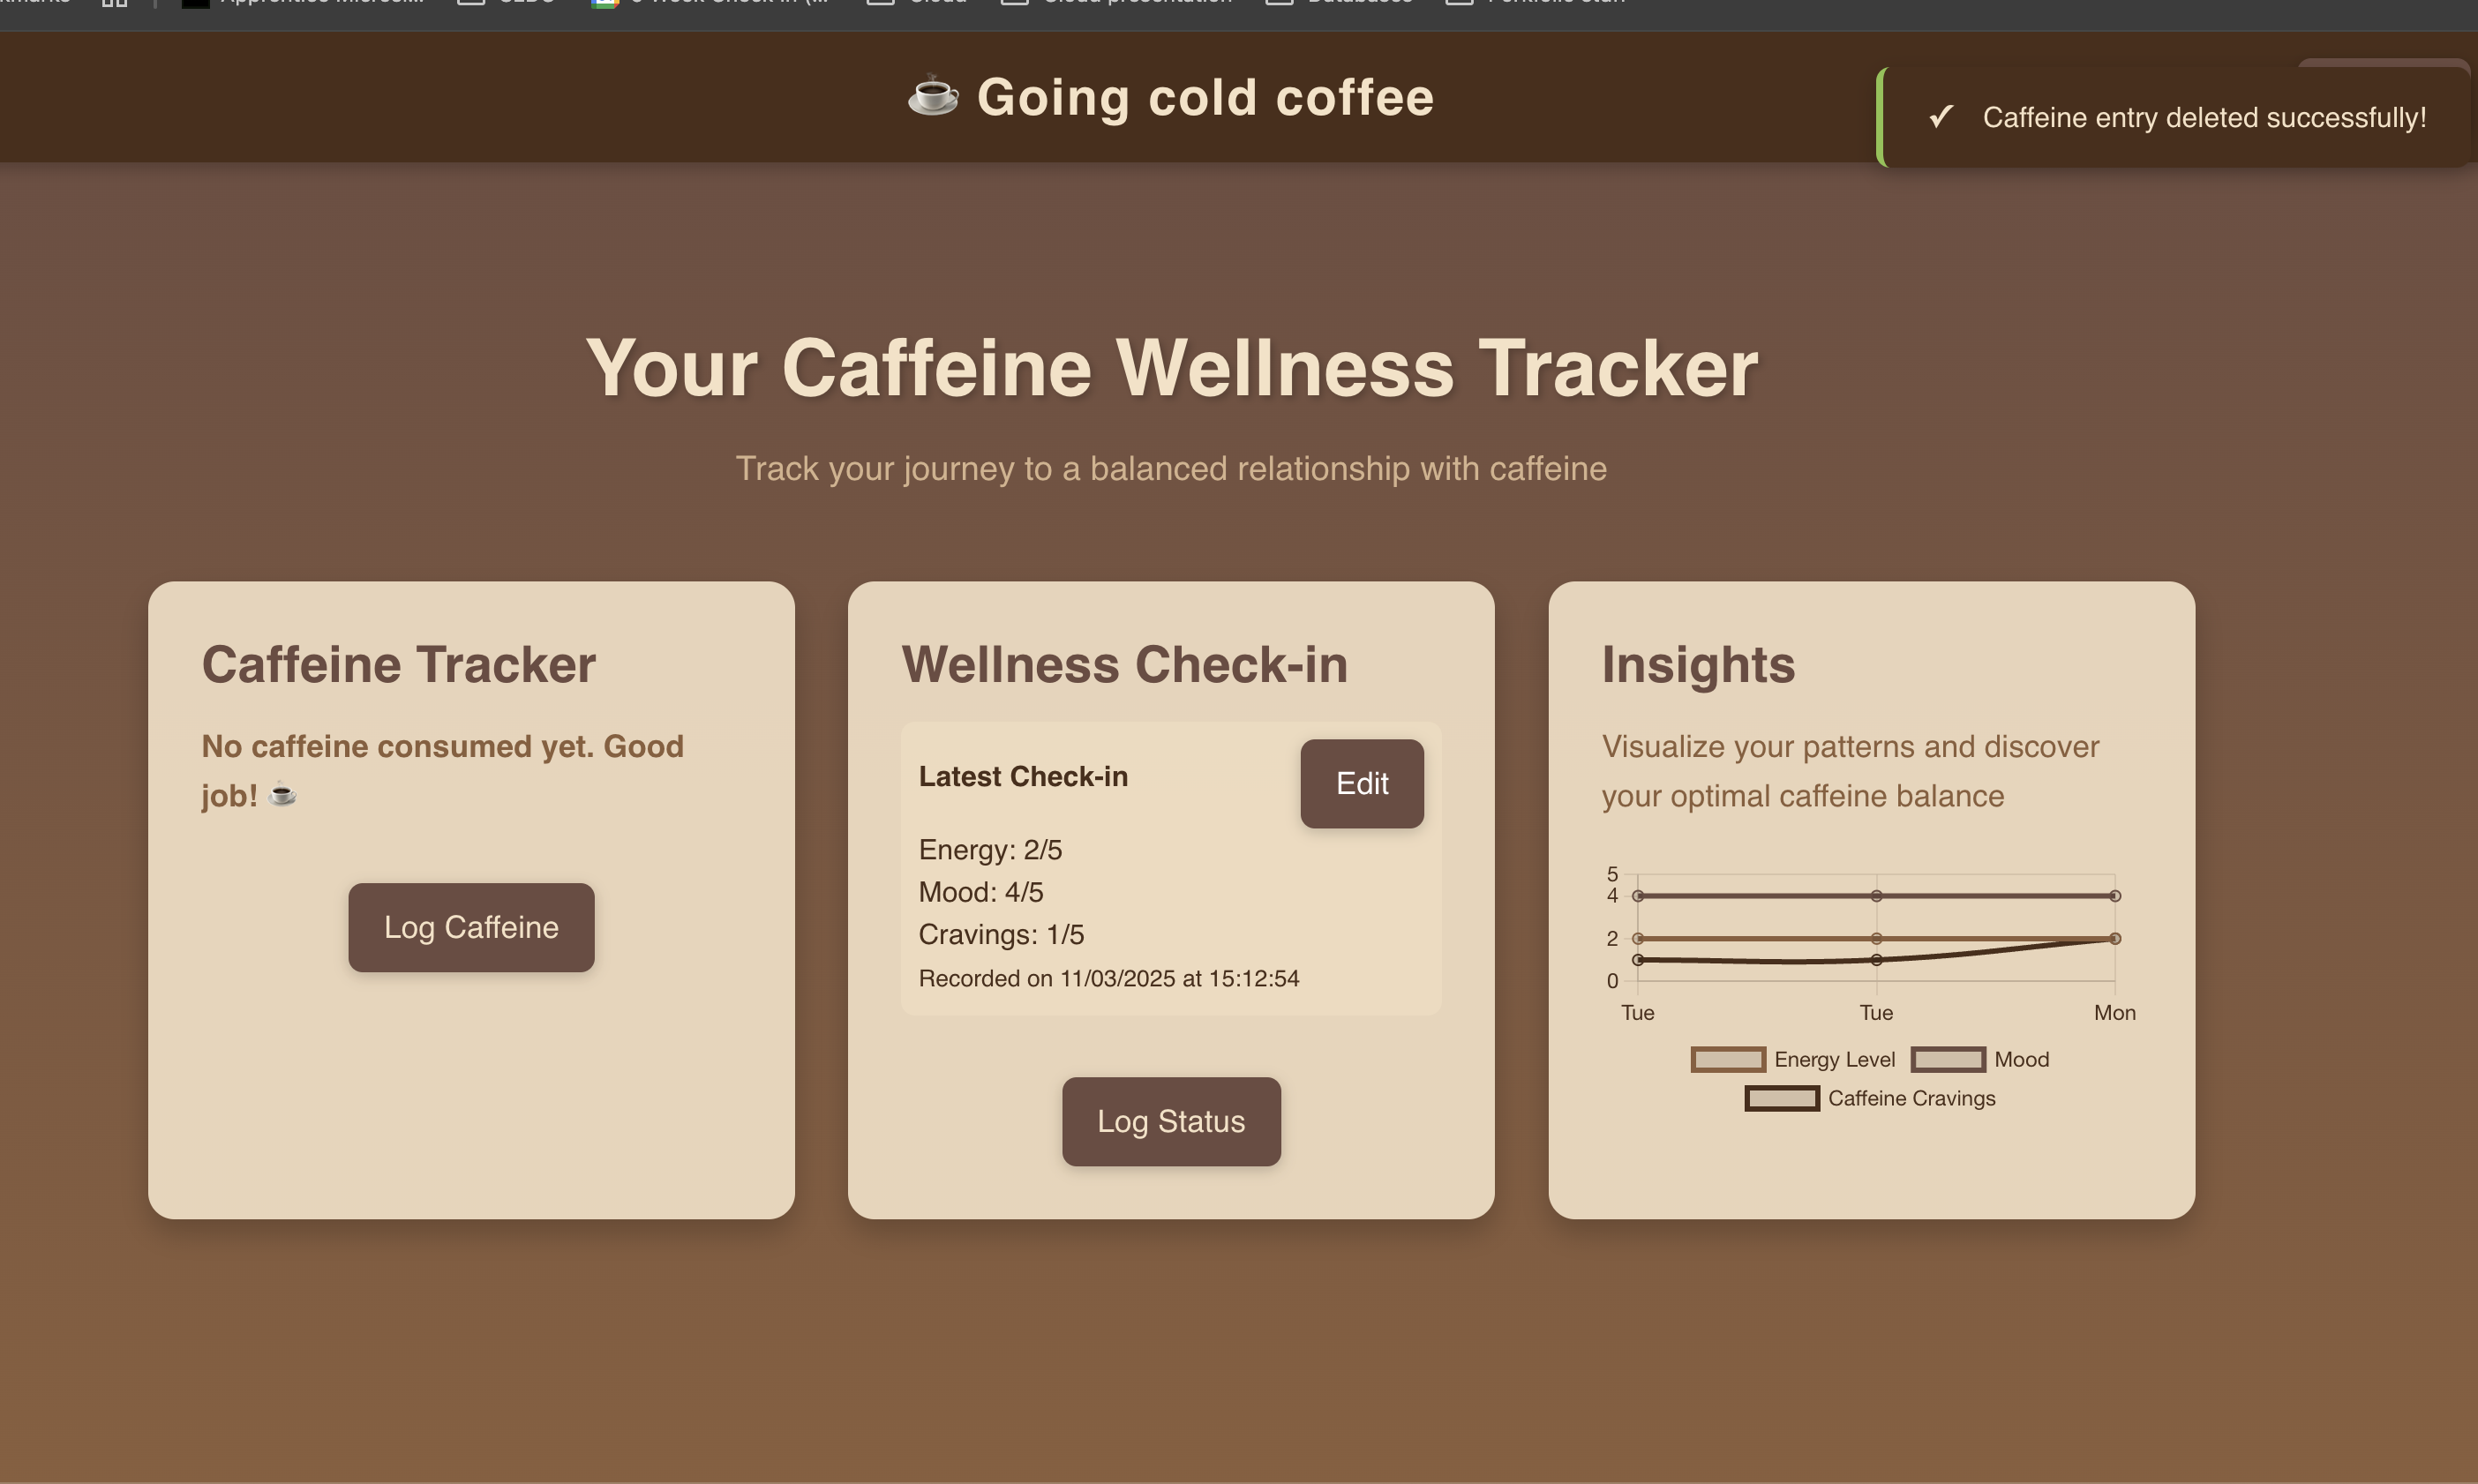 Going cold coffee
✓ Caffeine entry deleted successfully!
Your Caffeine Wellness Tracker
Track your journey to a balanced relationship with caffeine
Caffeine Tracker
No caffeine consumed yet. Good
job!
Log Caffeine
Wellness Check-in
Latest Check-in
Edit
Energy: 2/5
Mood: 4/5
Cravings: 1/5
Recorded on 11/03/2025 at 15:12:54
Log Status
Insights
Visualize your patterns and discover
your optimal caffeine balance
5
4
2
0
Tue Tue Mon
Energy Level Mood
Caffeine Cravings